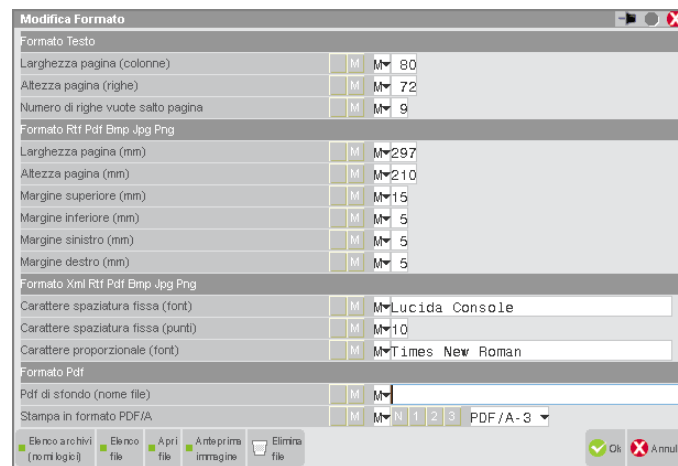 Modifica Formato
Formato Testo
Larghezza pagina (colonne) M M 80
Altezza pagina (righe) M M 72
Numero di righe vuote salto pagina M M 9
Formato Rtf Pdf Bmp Jpg Png
Larghezza pagina (mm) M M 297
Altezza pagina (mm) M M 210
Margine superiore (mm) M M 15
Margine inferiore (mm) M M 5
Margine sinistro (mm) M M 5
Margine destro (mm) M M 5
Formato Xml Rtf Pdf Bmp Jpg Png
Carattere spaziatura fissa (font) M M Lucida Console
Carattere spaziatura fissa (punti) M M 10
Carattere proporzionale (font) M M Times New Roman
Formato Pdf
Pdf di sfondo (nome file) M M
Stampa in formato PDF/A M M N 1 2 3 PDF/A-3
Elenco archivi (nomi logici) Elenco file Apri file Anteprima immagine Elimina file Ok Annul